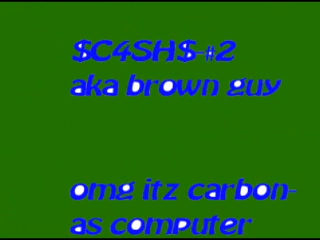 $C4SH$-#2
aka brown guy
omg itz carbon-
as computer